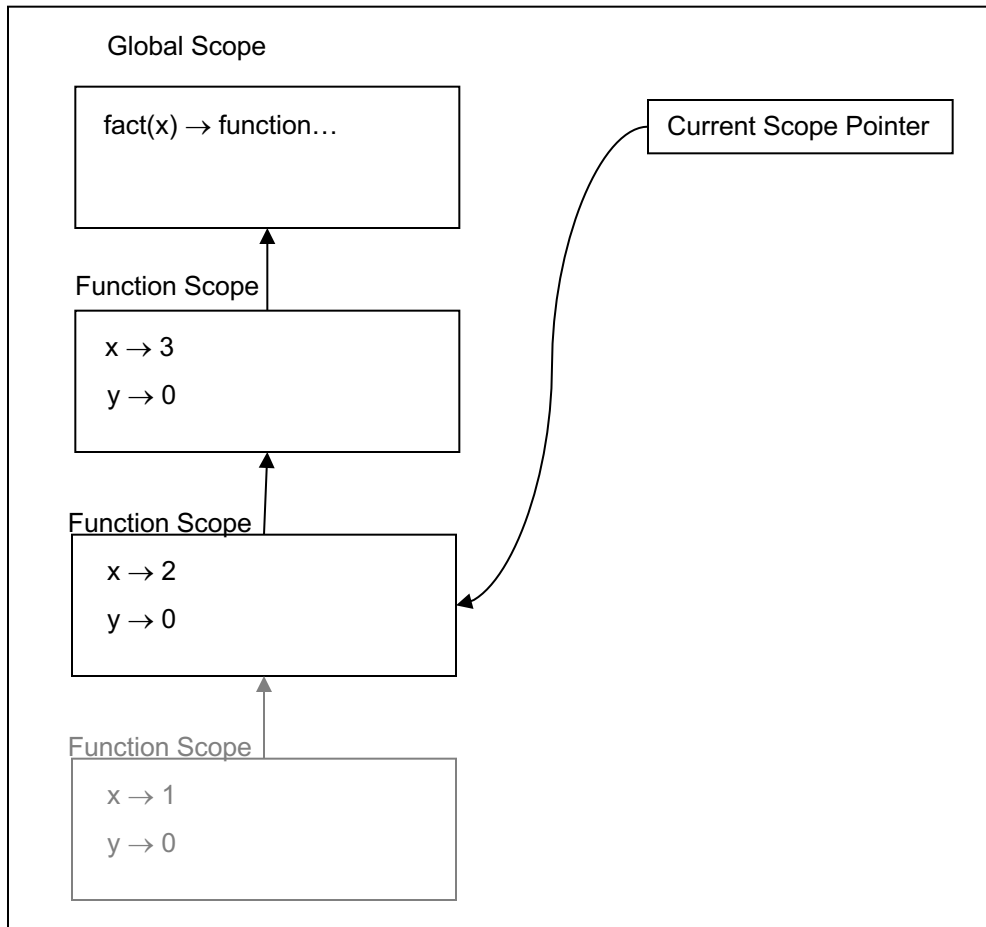 Global Scope
fact(x) → function…
Current Scope Pointer
Function Scope
x → 3
y → 0
Function Scope
x → 2
y → 0
Function Scope
x → 1
y → 0